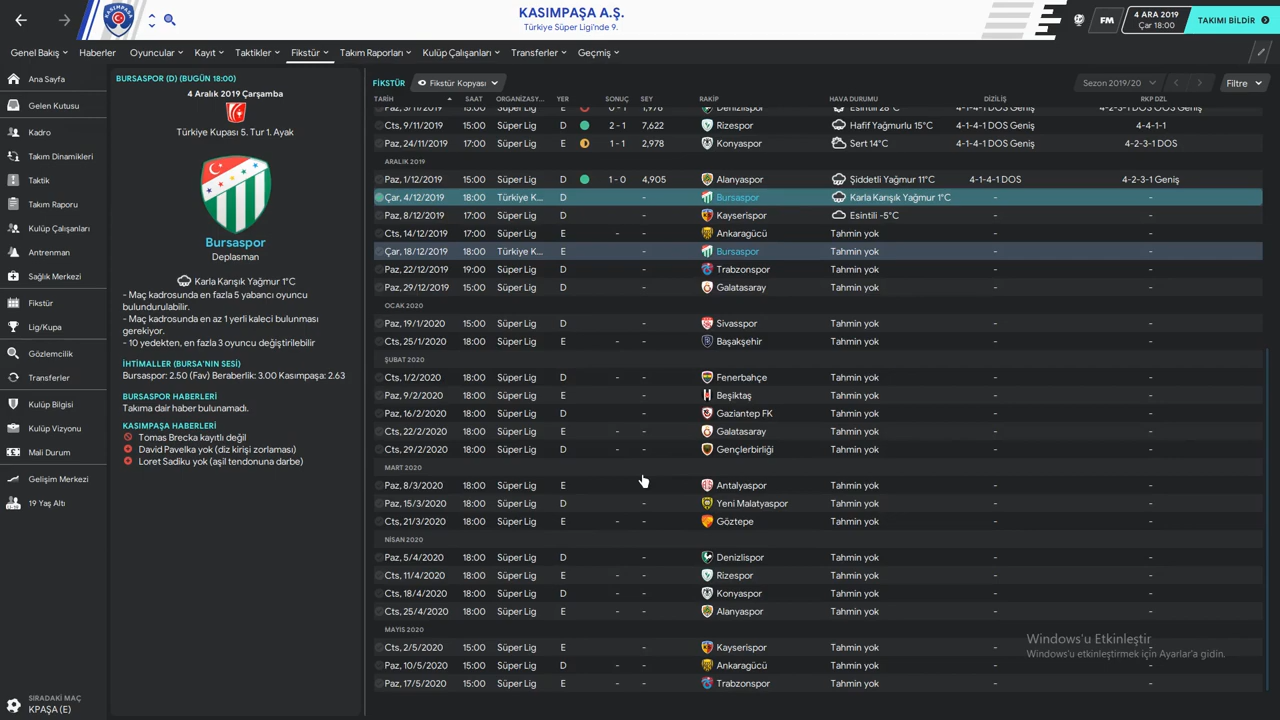 KASIMPAŞA A.Ş.
Türkiye Süper Ligi'nde 9.
FM
4 ARA 2019
Çar 18:00
TAKIMI BİLDİR
Genel Bakış
Haberler
Oyuncular
Kayıt
Taktikler
Fikstür
Takım Raporları
Kulüp Çalışanları
Transferler
Geçmiş
Ana Sayfa
Gelen Kutusu
Kadro
Takım Dinamikleri
Taktik
Takım Raporu
Kulüp Çalışanları
Antrenman
Sağlık Merkezi
Fikstür
Lig/Kupa
Gözlemcilik
Transferler
Kulüp Bilgisi
Kulüp Vizyonu
Mali Durum
Gelişim Merkezi
19 Yaş Altı
SIRADAKİ MAÇ
KPAŞA (E)
BURSASPOR (D) (BUGÜN 18:00)
4 Aralık 2019 Çarşamba
Türkiye Kupası 5. Tur 1. Ayak
Bursaspor
Deplasman
Karla Karışık Yağmur 1°C
- Maç kadrosunda en fazla 5 yabancı oyuncu
bulundurulabilir.
- Maç kadrosunda en az 1 yerli kaleci bulunması
gerekiyor.
- 10 yedekten, en fazla 3 oyuncu değiştirilebilir
İHTİMALLER (BURSA'NIN SESİ)
Bursaspor: 2.50 (Fav) Beraberlik: 3.00 Kasımpaşa: 2.63
BURSASPOR HABERLERİ
Takıma dair haber bulunamadı.
KASIMPAŞA HABERLERİ
Tomas Brecka kayıtlı değil
David Pavelka yok (diz kirişi zorlaması)
Loret Sadiku yok (aşil tendonuna darbe)
FİKSTÜR Fikstür Kopyası Sezon 2019/20 Filtre
TARİH SAAT ORGANİZASY... YER SONUÇ SEY RAKİP HAVA DURUMU DİZİLİŞ RKP DZL
Paz, 3/11/2019 Süper Lig D 0 - 1 1,978 Denizlispor Esintili 28°C 4-1-4-1 DOS Geniş 4-2-3-1 DOS Geniş
Cts, 9/11/2019 15:00 Süper Lig D 2 - 1 7,622 Rizespor Hafif Yağmurlu 15°C 4-1-4-1 DOS Geniş 4-4-1-1
Paz, 24/11/2019 17:00 Süper Lig E 1 - 1 2,978 Konyaspor Sert 14°C 4-1-4-1 DOS Geniş 4-2-3-1 DOS
ARALIK 2019
Paz, 1/12/2019 15:00 Süper Lig D 1 - 0 4,905 Alanyaspor Şiddetli Yağmur 11°C 4-1-4-1 DOS 4-2-3-1 Geniş
Çar, 4/12/2019 18:00 Türkiye K... D - Bursaspor Karla Karışık Yağmur 1°C - -
Paz, 8/12/2019 17:00 Süper Lig D - Kayserispor Esintili -5°C - -
Cts, 14/12/2019 17:00 Süper Lig E - - Ankaragücü Tahmin yok - -
Çar, 18/12/2019 18:00 Türkiye K... E - Bursaspor Tahmin yok - -
Paz, 22/12/2019 19:00 Süper Lig D - Trabzonspor Tahmin yok - -
Paz, 29/12/2019 15:00 Süper Lig D - Galatasaray Tahmin yok - -
OCAK 2020
Paz, 19/1/2020 15:00 Süper Lig D - Sivasspor Tahmin yok - -
Cts, 25/1/2020 18:00 Süper Lig E - - Başakşehir Tahmin yok - -
ŞUBAT 2020
Cts, 1/2/2020 18:00 Süper Lig D - - Fenerbahçe Tahmin yok - -
Paz, 9/2/2020 18:00 Süper Lig E - Beşiktaş Tahmin yok - -
Paz, 16/2/2020 18:00 Süper Lig D - Gaziantep FK Tahmin yok - -
Cts, 22/2/2020 18:00 Süper Lig E - - Galatasaray Tahmin yok - -
Cts, 29/2/2020 18:00 Süper Lig D - - Gençlerbirliği Tahmin yok - -
MART 2020
Paz, 8/3/2020 18:00 Süper Lig E - Antalyaspor Tahmin yok - -
Paz, 15/3/2020 18:00 Süper Lig D - Yeni Malatyaspor Tahmin yok - -
Cts, 21/3/2020 18:00 Süper Lig E - - Göztepe Tahmin yok - -
NİSAN 2020
Paz, 5/4/2020 18:00 Süper Lig D - Denizlispor Tahmin yok - -
Cts, 11/4/2020 18:00 Süper Lig E - - Rizespor Tahmin yok - -
Cts, 18/4/2020 18:00 Süper Lig D - - Konyaspor Tahmin yok - -
Cts, 25/4/2020 18:00 Süper Lig E - - Alanyaspor Tahmin yok - -
MAYIS 2020
Cts, 2/5/2020 15:00 Süper Lig E - Kayserispor Tahmin yok - -
Paz, 10/5/2020 15:00 Süper Lig D - - Ankaragücü Tahmin yok - -
Paz, 17/5/2020 15:00 Süper Lig E - - Trabzonspor Tahmin yok - -
Windows'u Etkinleştir
Windows'u etkinleştirmek için Ayarlar'a gidin.